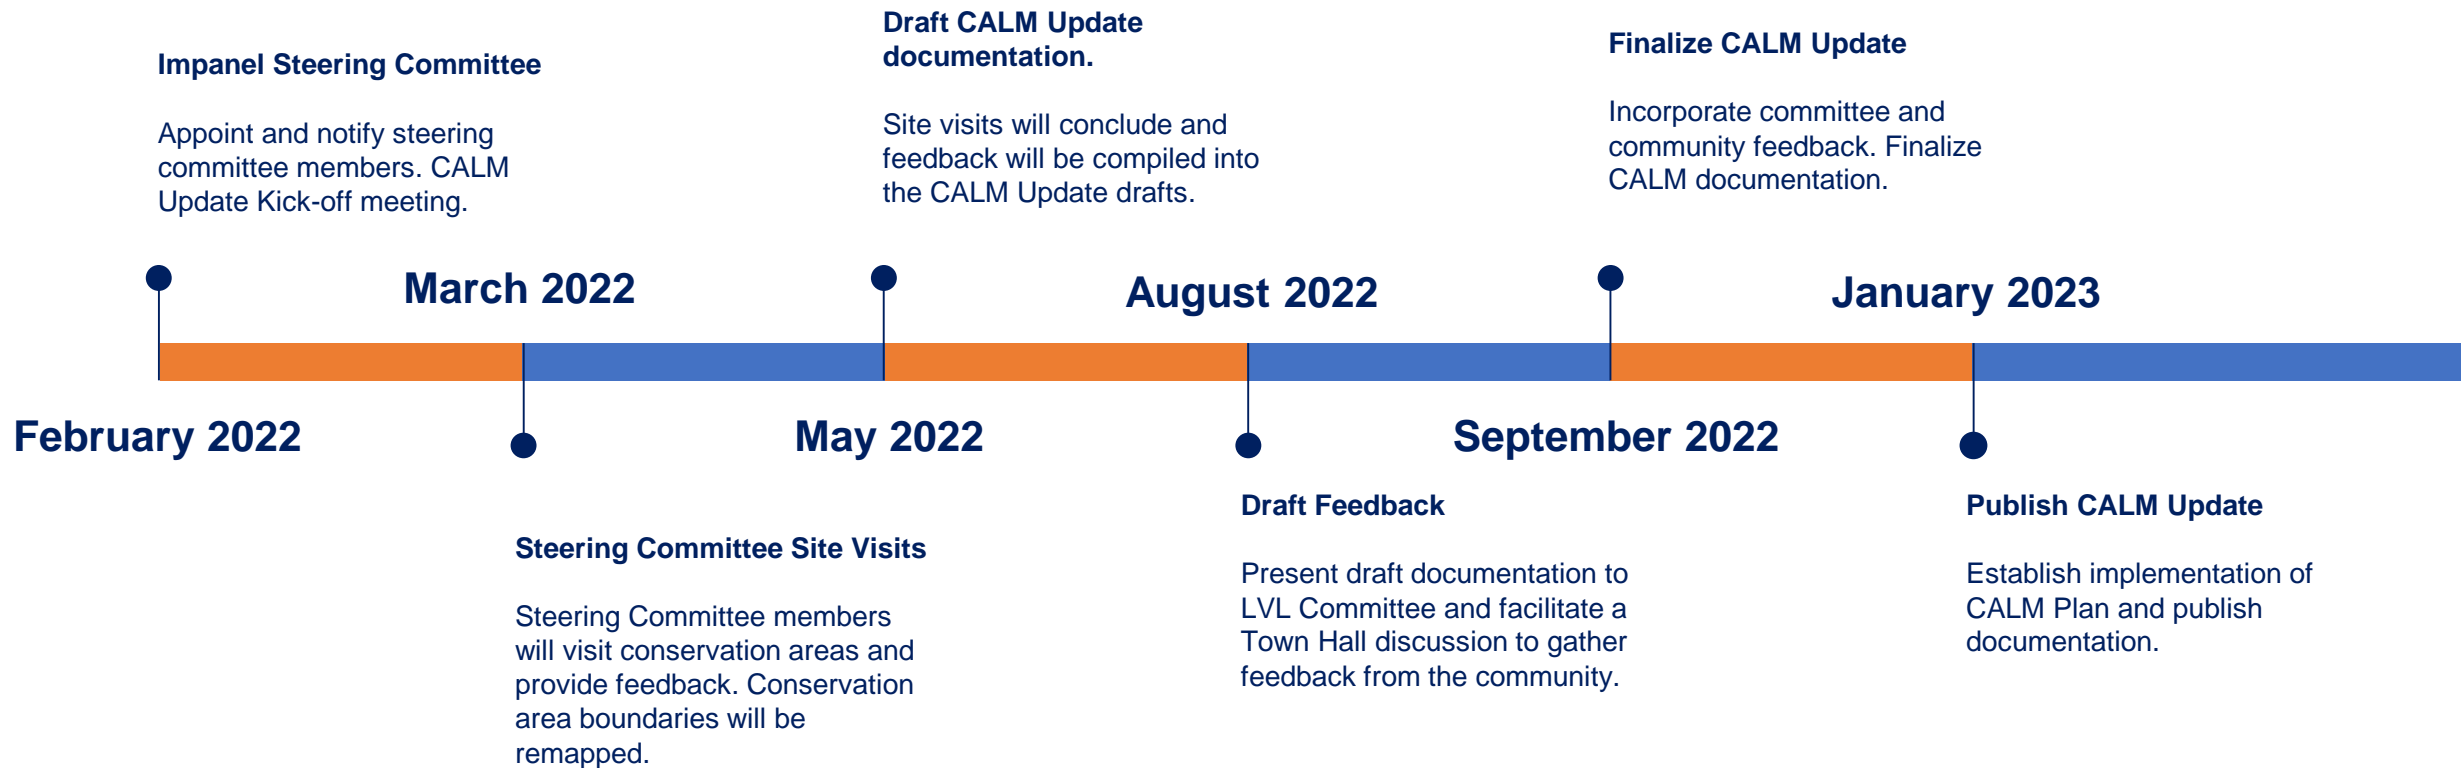 Impanel Steering Committee
Appoint and notify steering
committee members. CALM
Update Kick-off meeting.
February 2022
March 2022
Steering Committee Site Visits
Steering Committee members
will visit conservation areas and
provide feedback. Conservation
area boundaries will be
remapped.
Draft CALM Update
documentation.
Site visits will conclude and
feedback will be compiled into
the CALM Update drafts.
May 2022
August 2022
Draft Feedback
Present draft documentation to
LVL Committee and facilitate a
Town Hall discussion to gather
feedback from the community.
Finalize CALM Update
Incorporate committee and
community feedback. Finalize
CALM documentation.
September 2022
January 2023
Publish CALM Update
Establish implementation of
CALM Plan and publish
documentation.